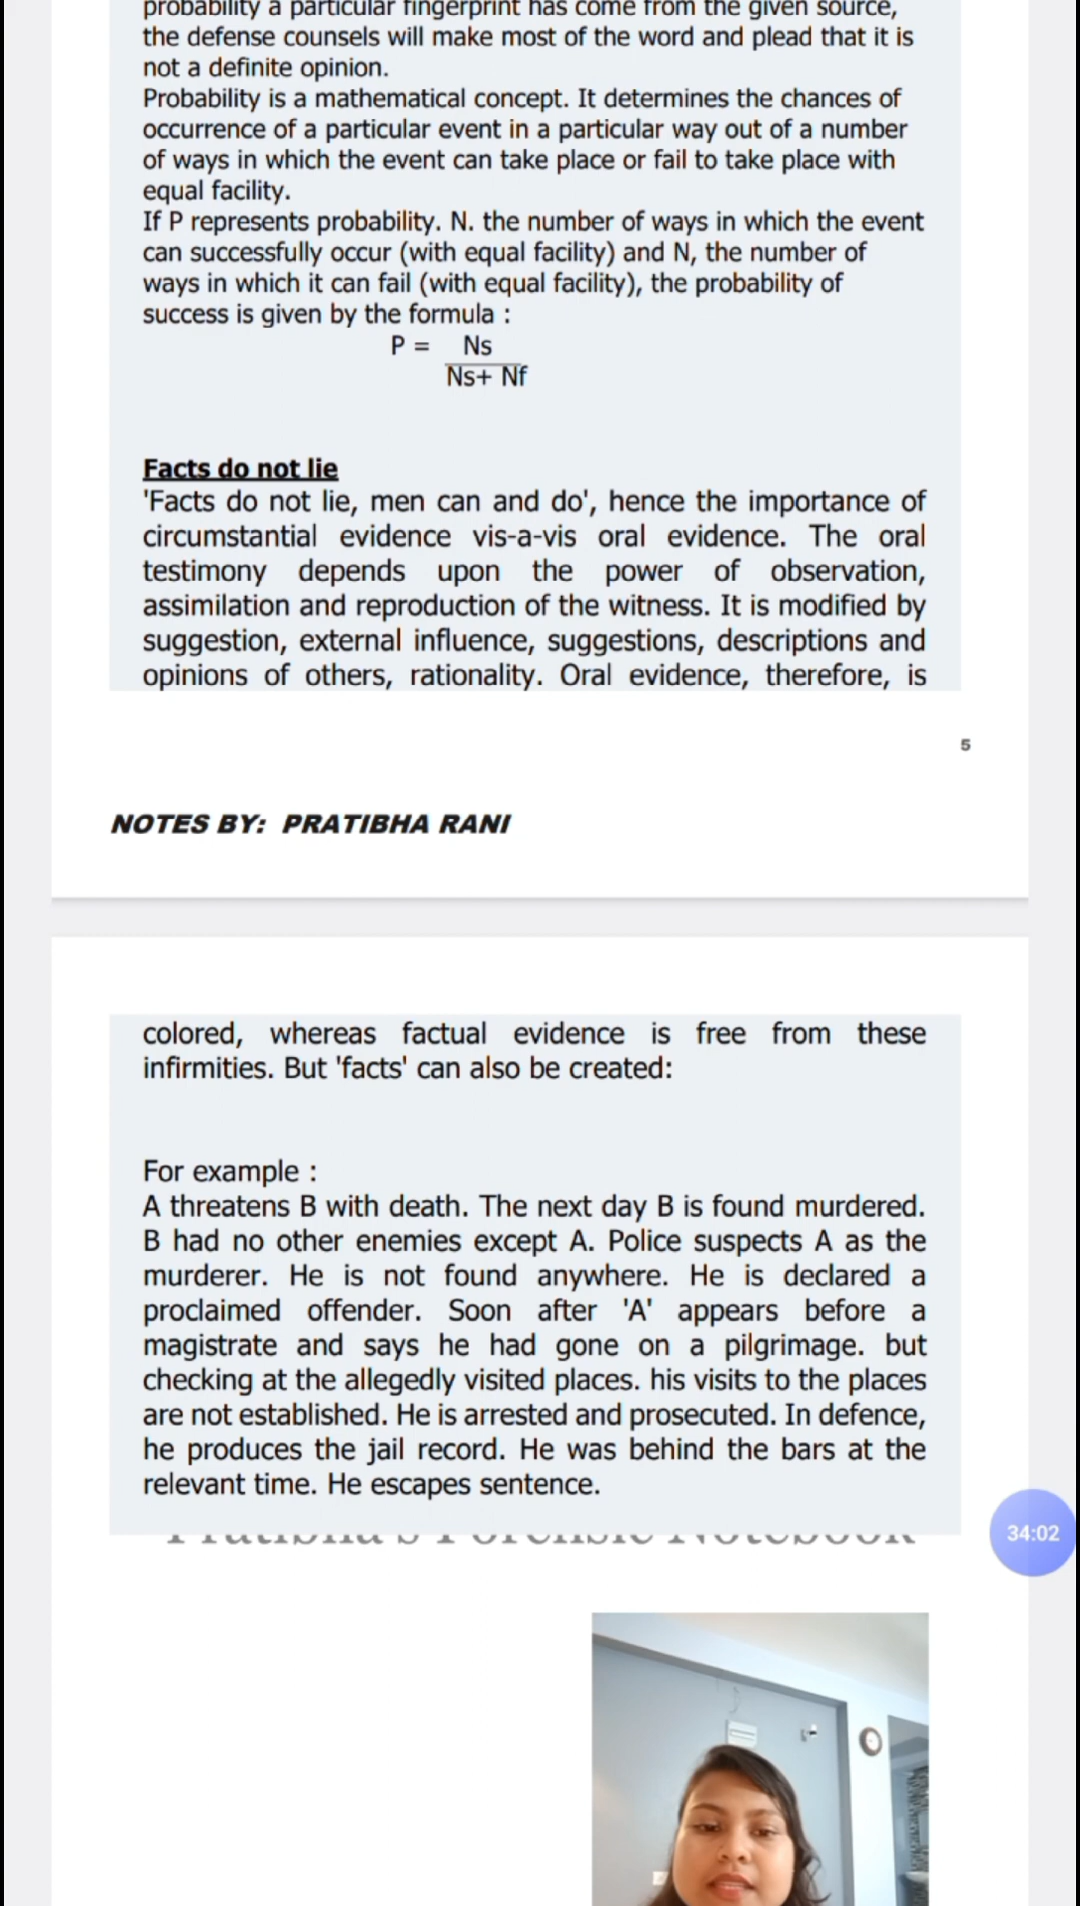 probability a particular fingerprint has come from the given source,
the defense counsels will make most of the word and plead that it is
not a definite opinion.
Probability is a mathematical concept. It determines the chances of
occurrence of a particular event in a particular way out of a number
of ways in which the event can take place or fail to take place with
equal facility.
If P represents probability. N. the number of ways in which the event
can successfully occur (with equal facility) and N, the number of
ways in which it can fail (with equal facility), the probability of
success is given by the formula :
P = Ns
Ns+ Nf
Facts do not lie
'Facts do not lie, men can and do', hence the importance of
circumstantial evidence vis-a-vis oral evidence. The oral
testimony depends upon the power of observation,
assimilation and reproduction of the witness. It is modified by
suggestion, external influence, suggestions, descriptions and
opinions of others, rationality. Oral evidence, therefore, is
5
NOTES BY: PRATIBHA RANI
colored, whereas factual evidence is free from these
infirmities. But 'facts' can also be created:
For example :
A threatens B with death. The next day B is found murdered.
B had no other enemies except A. Police suspects A as the
murderer. He is not found anywhere. He is declared a
proclaimed offender. Soon after 'A' appears before a
magistrate and says he had gone on a pilgrimage. but
checking at the allegedly visited places. his visits to the places
are not established. He is arrested and prosecuted. In defence,
he produces the jail record. He was behind the bars at the
relevant time. He escapes sentence.
Pratibha's Forensic Notebook
34:02